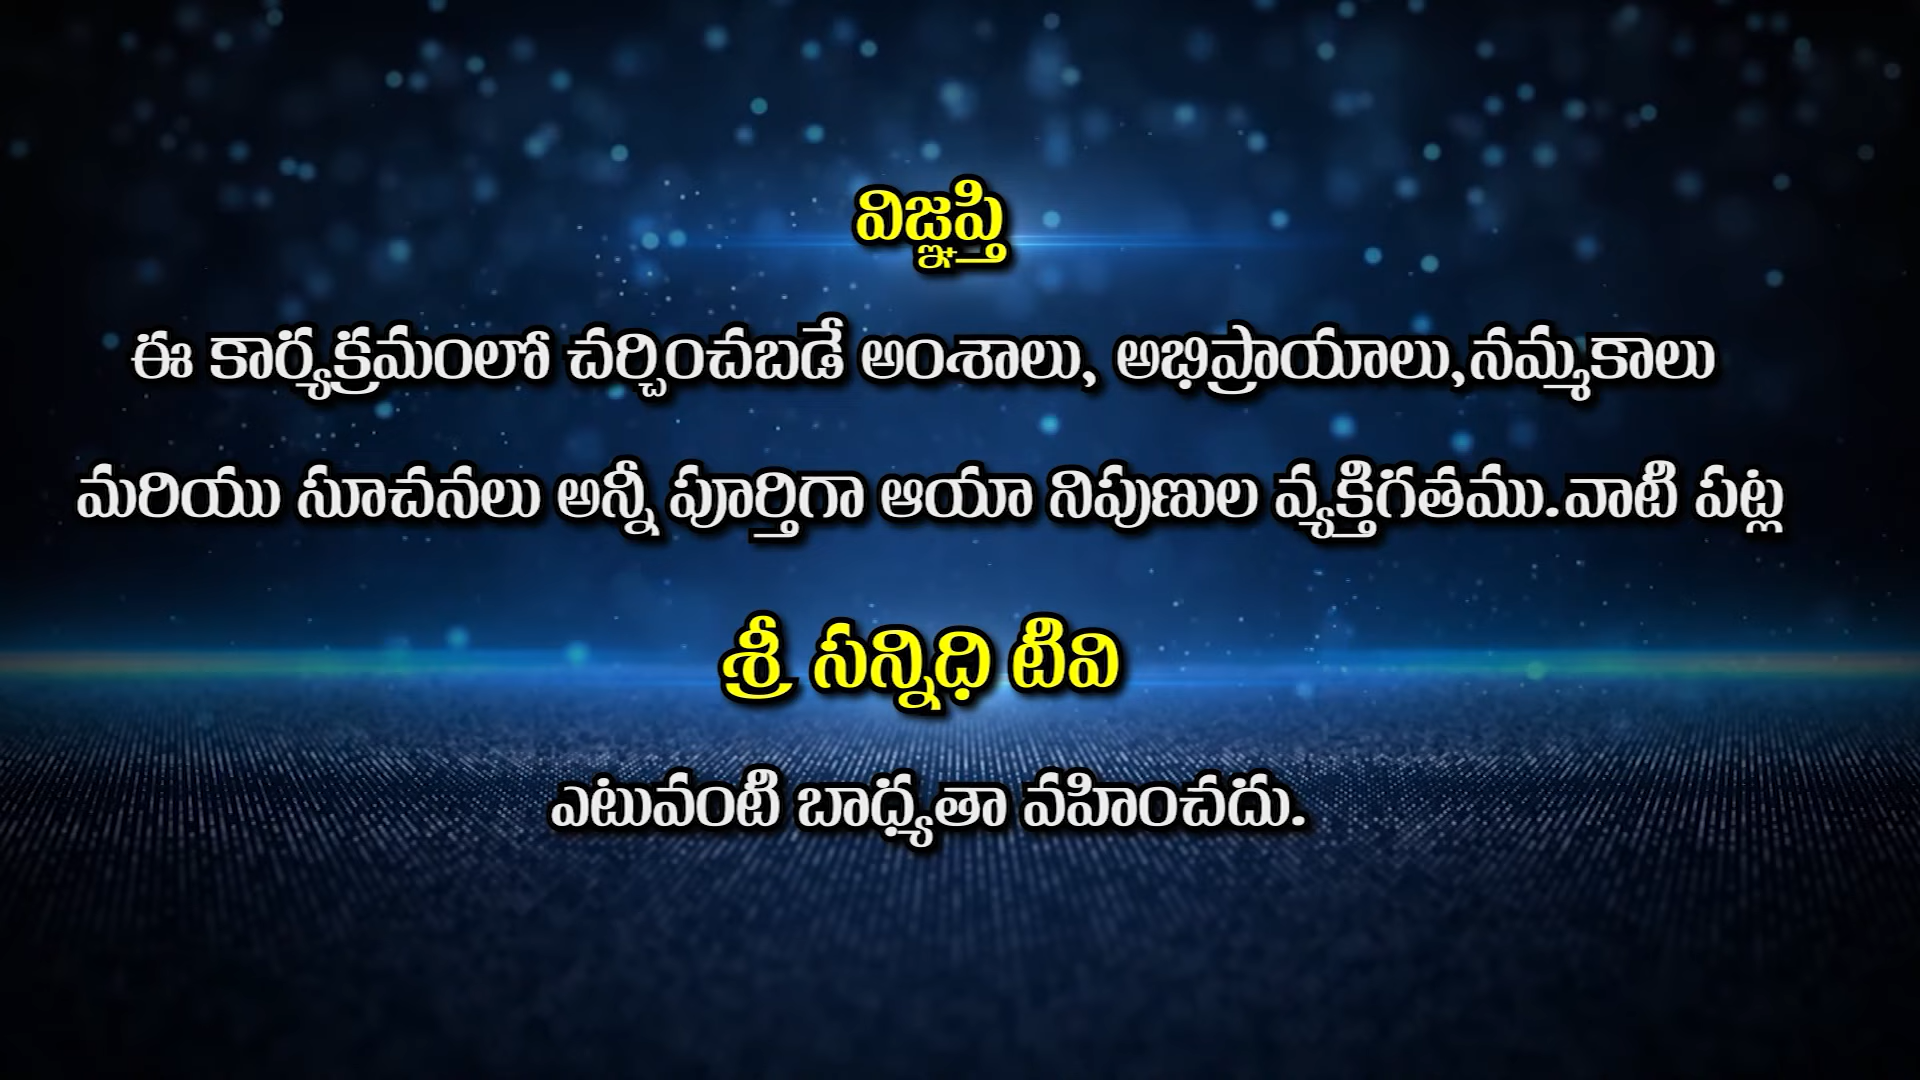 విజ్ఞప్తి
ఈ కార్యక్రమంలో చర్చించబడే అంశాలు, అభిప్రాయాలు,నమ్మకాలు
మరియు సూచనలు అన్నీ పూర్తిగా ఆయా నిపుణుల వ్యక్తిగతము.వాటి పట్ల
శ్రీ సన్నిధి టీవి
ఎటువంటి బాధ్యతా వహించదు.